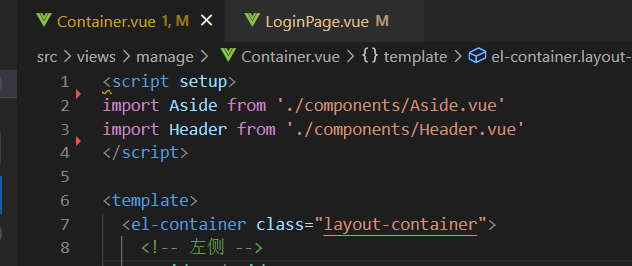 Container.vue 1, M LoginPage.vue M
src > views > manage > Container.vue > {} template > el-container.layout-
1 <script setup>
2 import Aside from './components/Aside.vue'
3 import Header from './components/Header.vue'
4 </script>
5
6 <template>
7 <el-container class="layout-container">
8 <!-- 左侧 -->